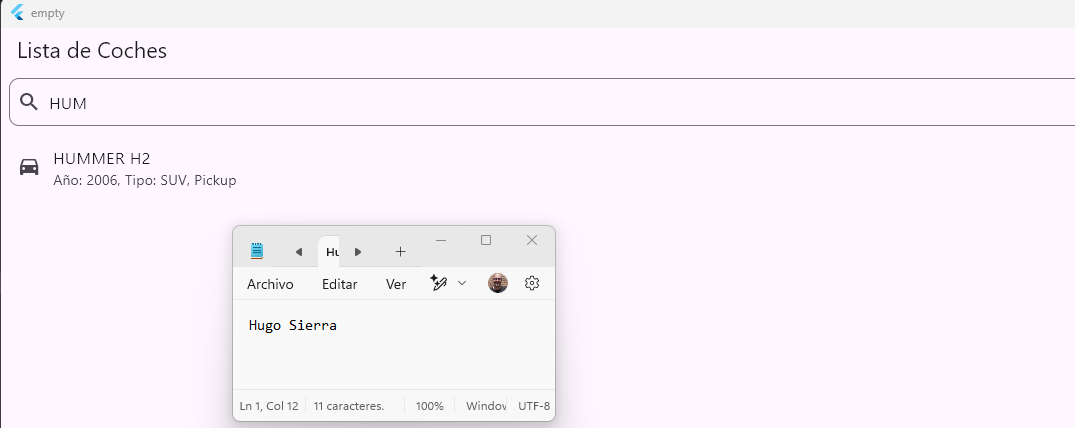 empty
Lista de Coches
HUM
HUMMER H2
Año: 2006, Tipo: SUV, Pickup
Hu
Archivo Editar Ver
Hugo Sierra
Ln 1, Col 12 11 caracteres. 100% Window UTF-8